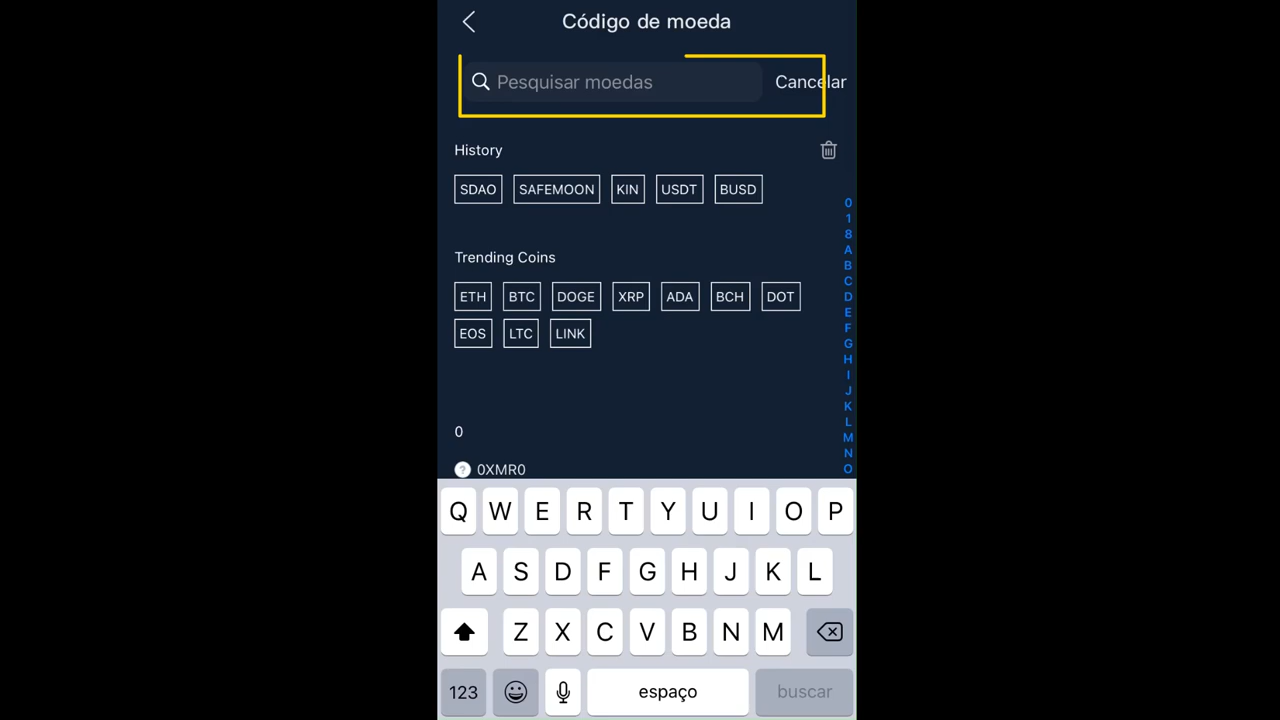 Código de moeda
Pesquisar moedas Cancelar
History
SDAO SAFEMOON KIN USDT BUSD
Trending Coins
ETH BTC DOGE XRP ADA BCH DOT
EOS LTC LINK
0
? 0XMR0
0
1
8
A
B
C
D
E
F
G
H
I
J
K
L
M
N
O
Q W E R T Y U I O P
A S D F G H J K L
Z X C V B N M
123 espaço buscar